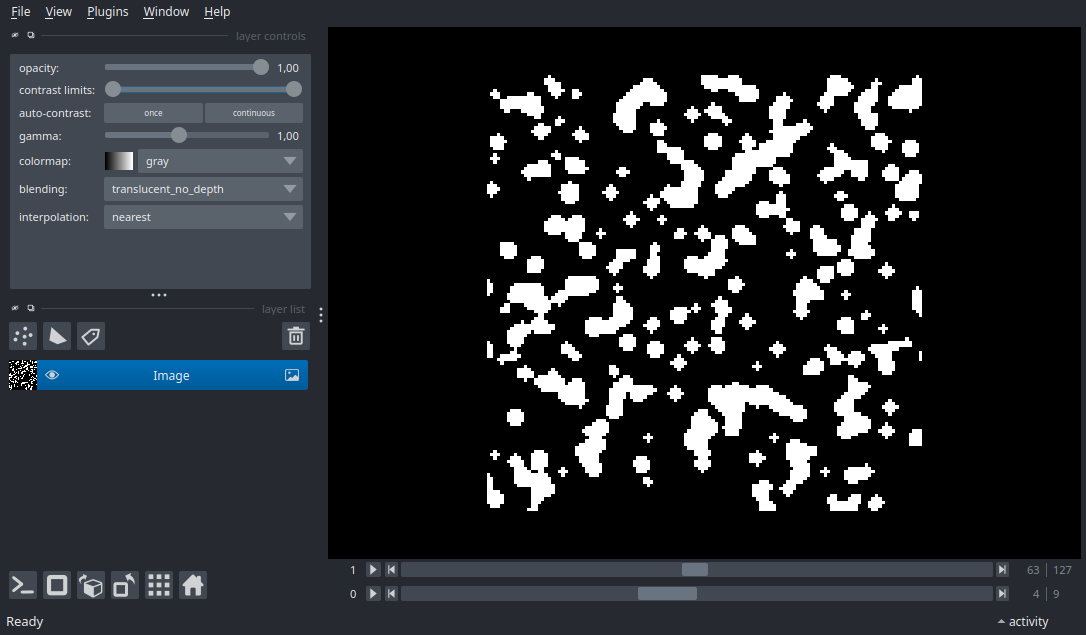 File View Plugins Window Help
layer controls
opacity: 1,00
contrast limits:
auto-contrast: once continuous
gamma: 1,00
colormap: gray
blending: translucent_no_depth
interpolation: nearest
layer list
Image
1 63 127
0 4 9
Ready activity